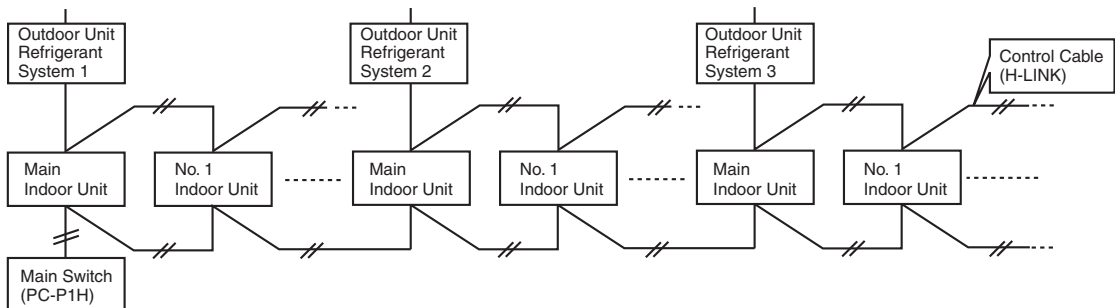 Outdoor Unit
Refrigerant
System 1
Outdoor Unit
Refrigerant
System 2
Outdoor Unit
Refrigerant
System 3
Control Cable
(H-LINK)
Main
Indoor Unit
No. 1
Indoor Unit
Main
Indoor Unit
No. 1
Indoor Unit
Main
Indoor Unit
No. 1
Indoor Unit
Main Switch
(PC-P1H)